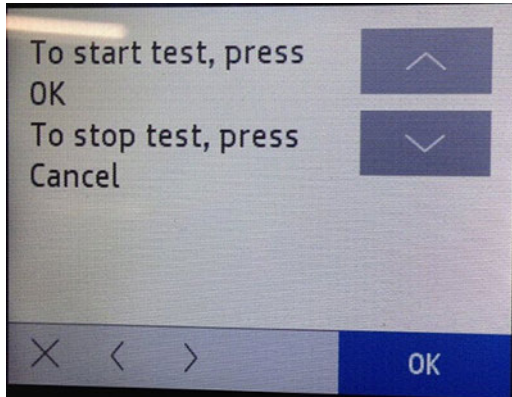 To start test, press
OK
To stop test, press
Cancel
OK